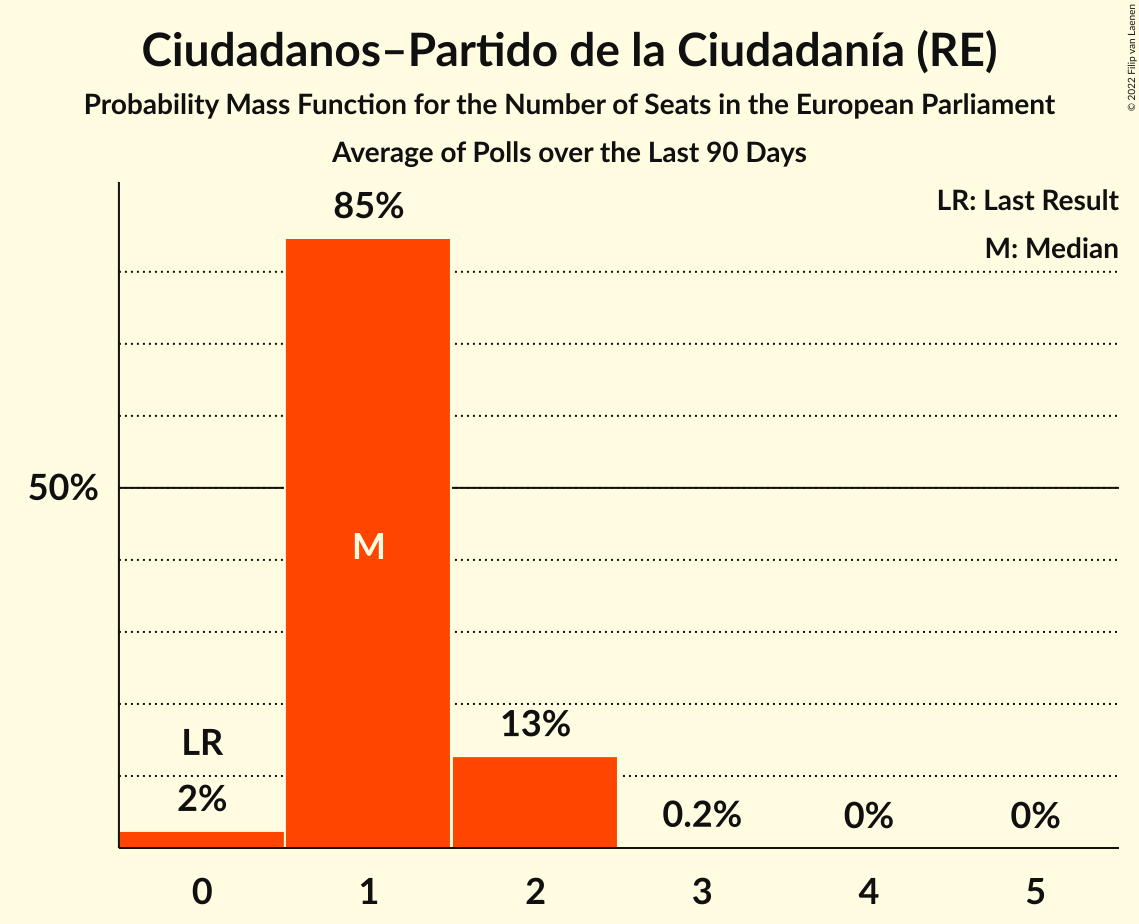 Ciudadanos–Partido de la Ciudadanía (RE)
Probability Mass Function for the Number of Seats in the European Parliament
Average of Polls over the Last 90 Days
© 2022 Filip van Laenen
LR: Last Result
M: Median
85%
50%
M
LR
2%
13%
0.2%
0%
0%
0 1 2 3 4 5